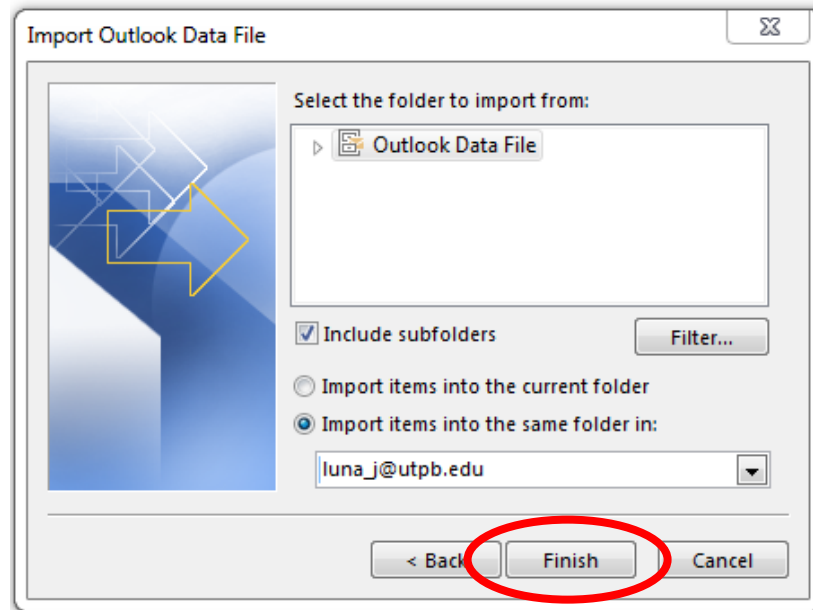 Import Outlook Data File
Select the folder to import from:
Outlook Data File
Include subfolders
Filter...
Import items into the current folder
Import items into the same folder in:
luna_j@utpb.edu
< Back
Finish
Cancel